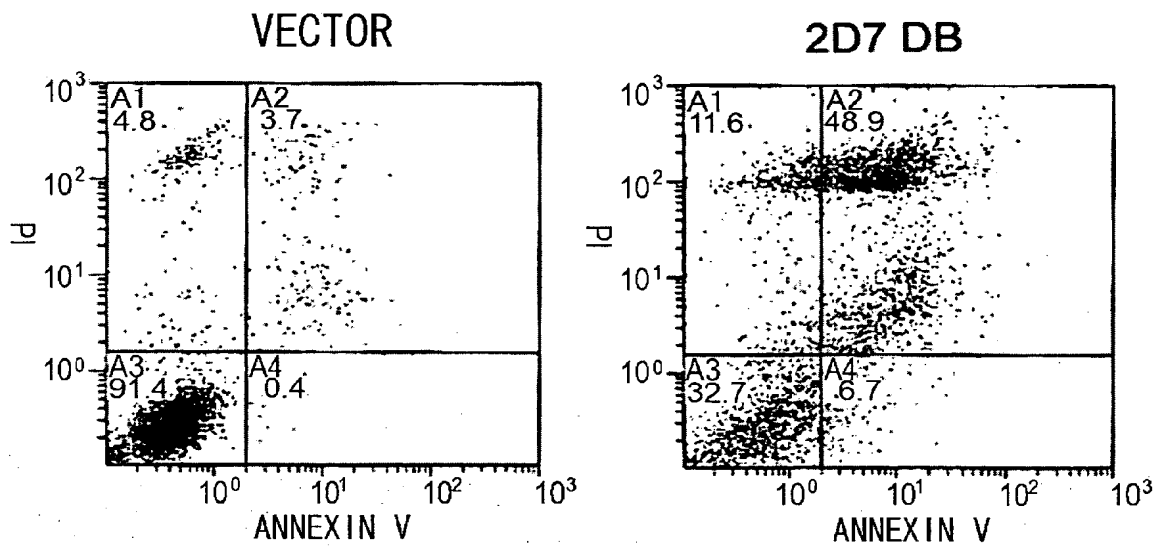 VECTOR
10³
10²
10¹
10⁰
PI
A1
4.8
A2
3.7
A3
91.4
A4
0.4
10⁰ 10¹ 10² 10³
ANNEXIN V
2D7 DB
10³
10²
10¹
10⁰
PI
A1
11.6
A2
48.9
A3
32.7
A4
6.7
10⁰ 10¹ 10² 10³
ANNEXIN V